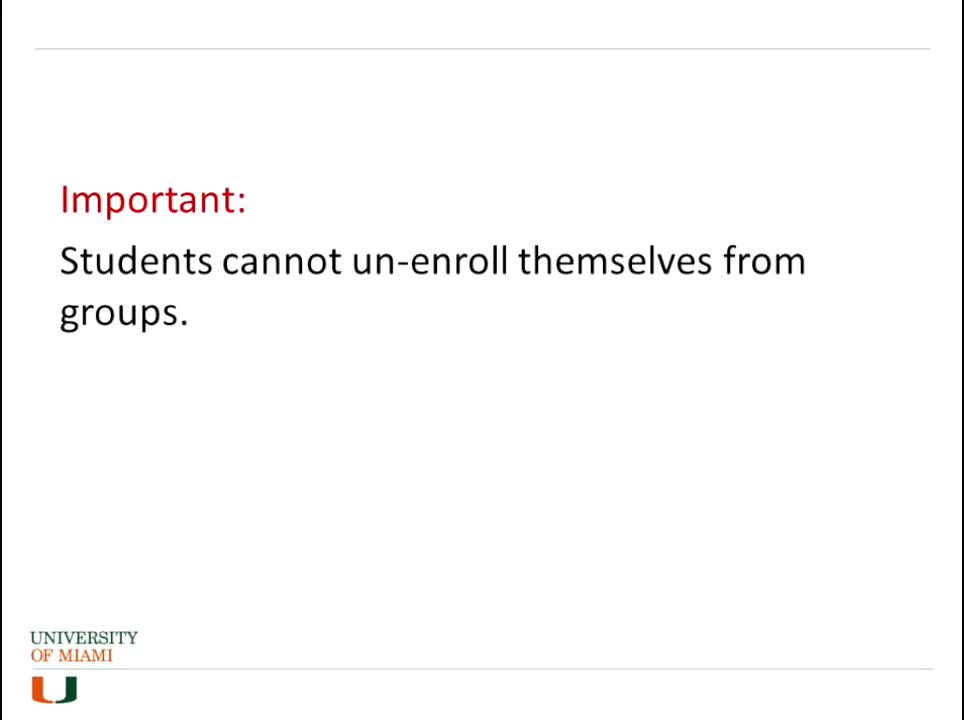 Important:
Students cannot un-enroll themselves from
groups.
UNIVERSITY
OF MIAMI